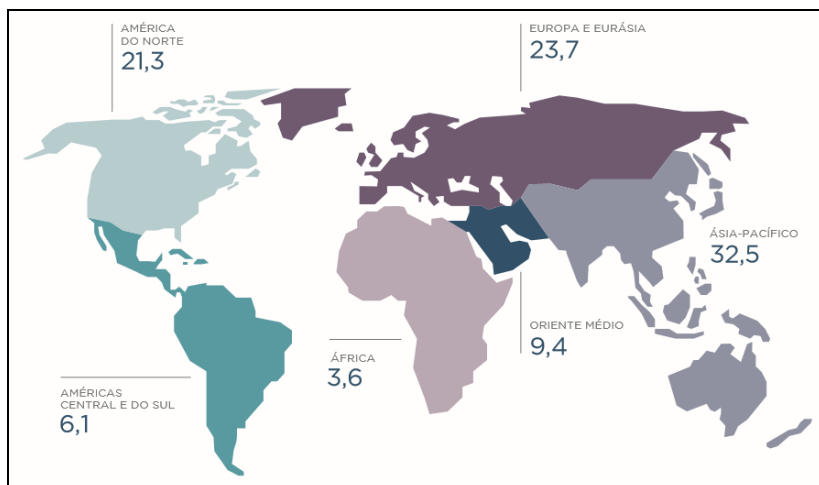 AMÉRICA
DO NORTE
21,3
EUROPA E EURÁSIA
23,7
ÁSIA-PACÍFICO
32,5
ORIENTE MÉDIO
9,4
ÁFRICA
3,6
AMÉRICAS
CENTRAL E DO SUL
6,1